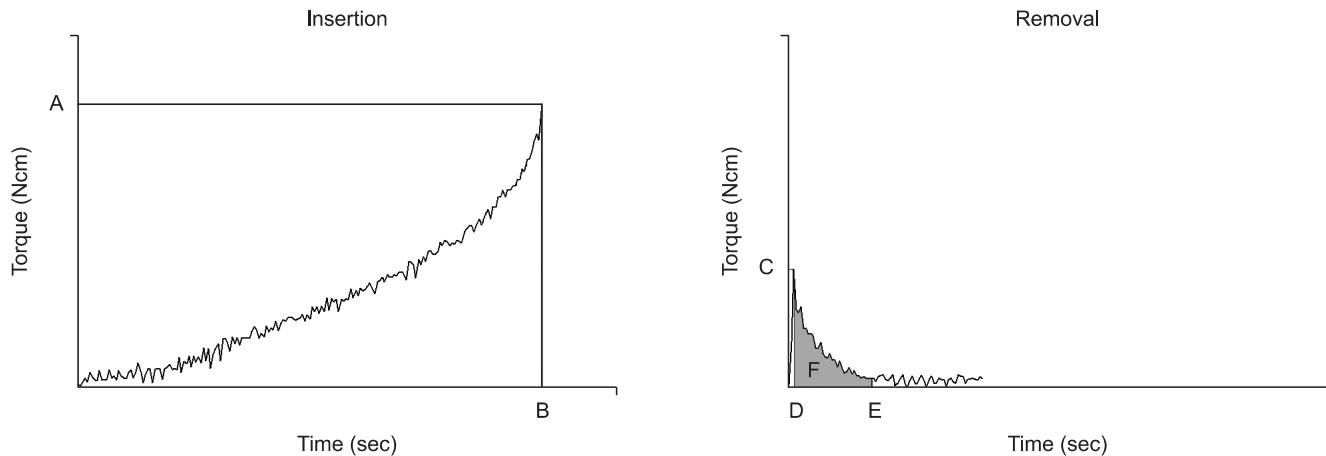 Insertion
A
Torque (Ncm)
B
Time (sec)
Removal
C
Torque (Ncm)
F
D
E
Time (sec)